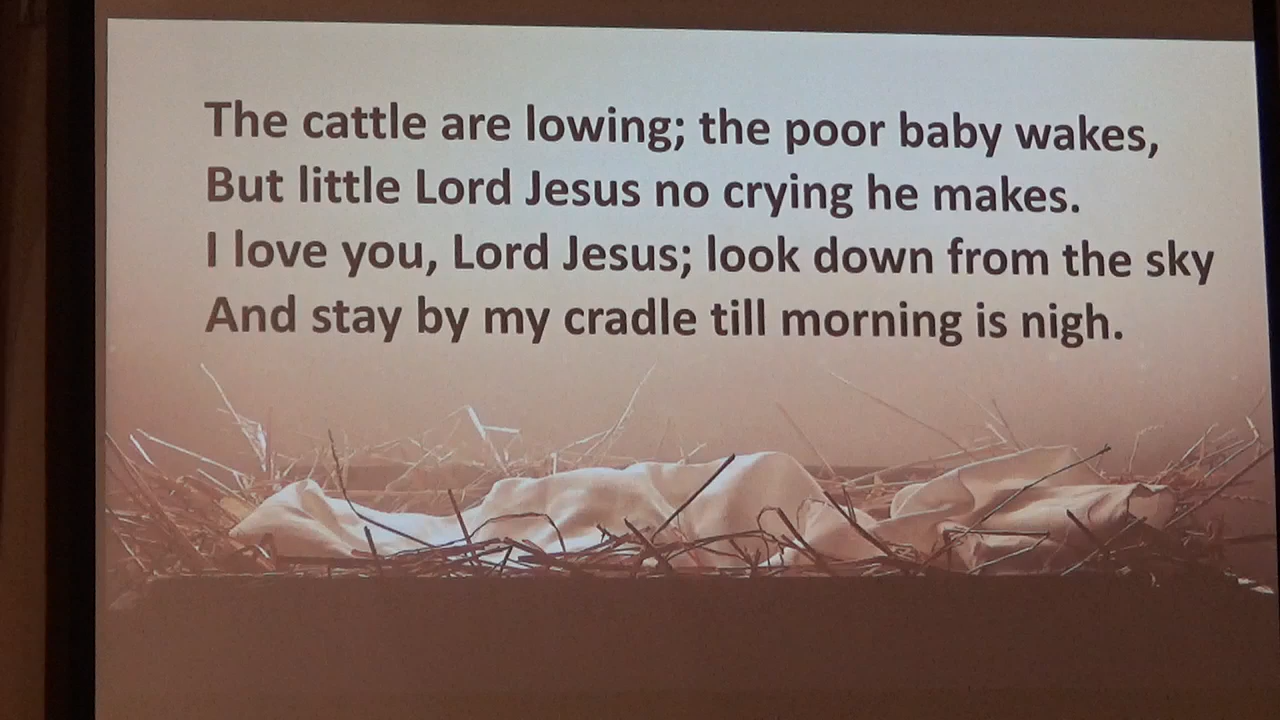 The cattle are lowing; the poor baby wakes,
But little Lord Jesus no crying he makes.
I love you, Lord Jesus; look down from the sky
And stay by my cradle till morning is nigh.